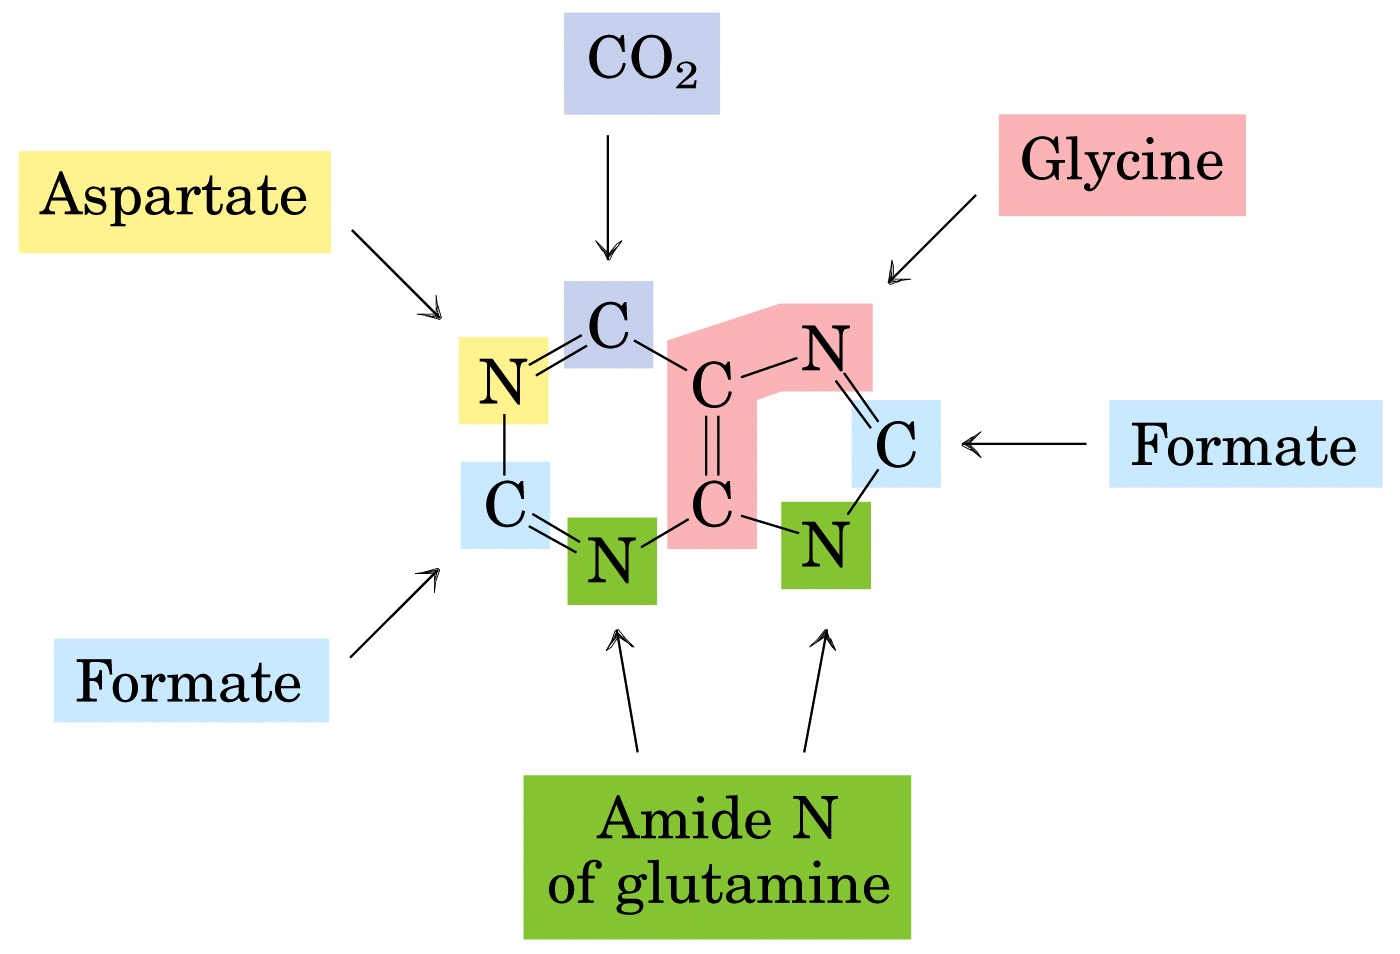 CO₂
Aspartate
Glycine
C
N
N
C
C
Formate
C
C
N
N
Formate
Amide N
of glutamine